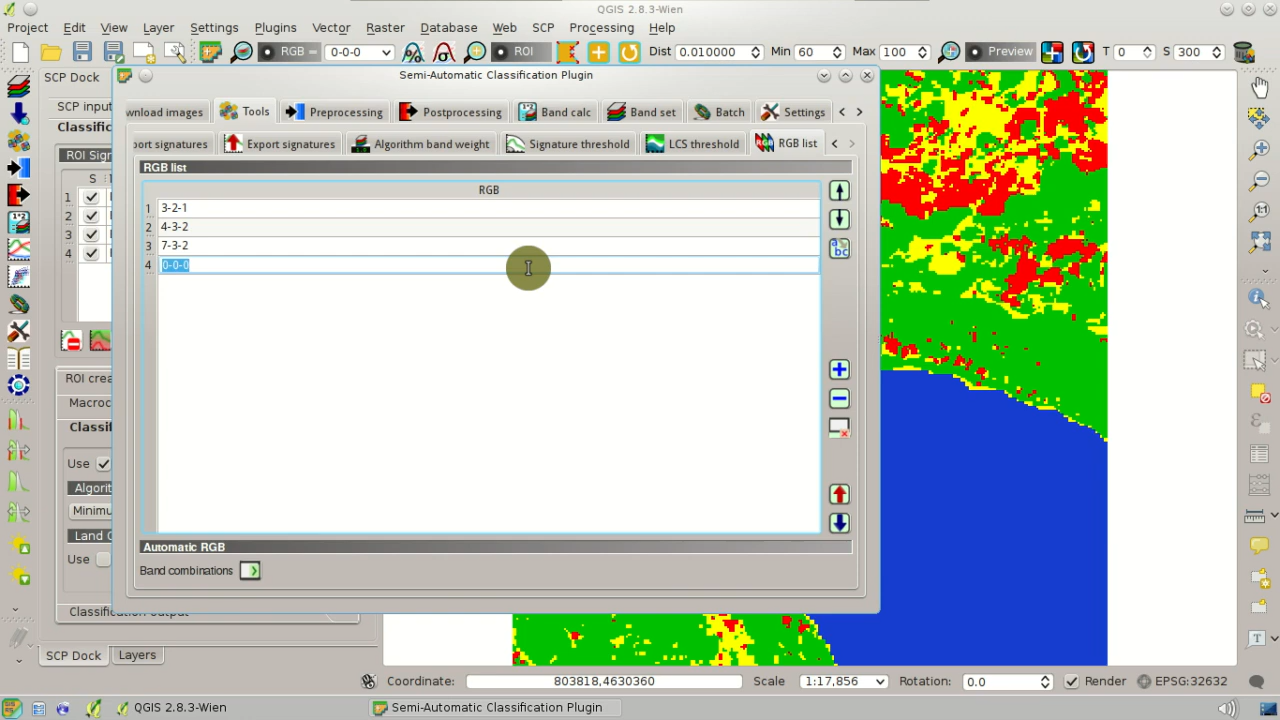 QGIS 2.8.3-Wien
Project Edit View Layer Settings Plugins Vector Raster Database Web SCP Processing Help
RGB = 0-0-0 ROI Dist 0.010000 Min 60 Max 100 Preview T 0 S 300
SCP Dock
Semi-Automatic Classification Plugin
SCP input
wnload images Tools Preprocessing Postprocessing Band calc Band set Batch Settings
Classif
ort signatures Export signatures Algorithm band weight Signature threshold LCS threshold RGB list
ROI Sign
RGB list
S
RGB
1
1 3-2-1
2
2 4-3-2
3
3 7-3-2
4
4 0-0-0
ROI crea
Macroc
Classif
Use
Algorit
Minimu
Land C
Automatic RGB
Use
Band combinations
Classification output
SCP Dock Layers
Coordinate: 803818,4630360 Scale 1:17,856 Rotation: 0.0 Render EPSG:32632
QGIS 2.8.3-Wien Semi-Automatic Classification Plugin